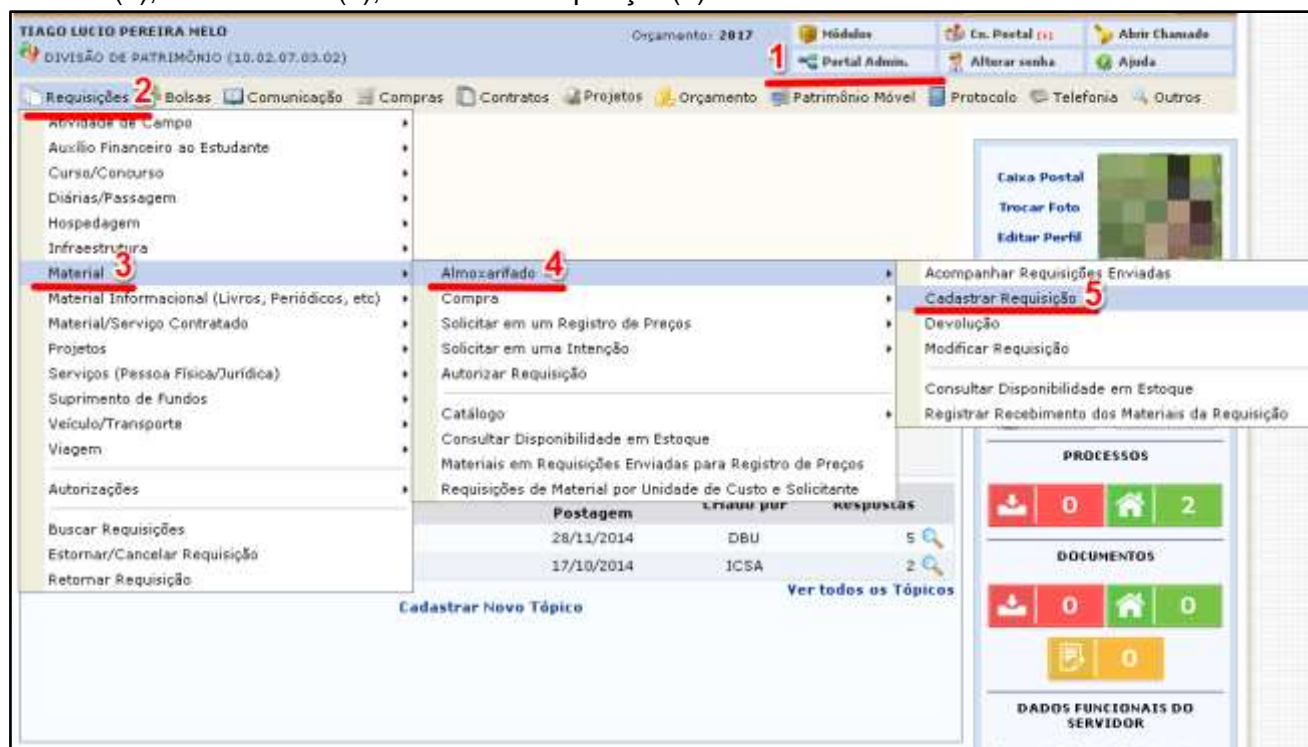 TIAGO LUCIO PEREIRA MELO
Orçamento: 2017
Módulos
Cx. Postal
Abrir Chamado
DIVISÃO DE PATRIMÔNIO (10.02.07.03.02)
1
Portal Admin.
Alterar senha
Ajuda
Requisições 2 Bolsas Comunicação Compras Contratos Projetos Orçamento Patrimônio Móvel Protocolo Telefonia Outros
Atividade de Campo
Auxílio Financeiro ao Estudante
Curso/Concurso
Diárias/Passagem
Hospedagem
Infraestrutura
Material 3
Material Informacional (Livros, Periódicos, etc)
Material/Serviço Contratado
Projetos
Serviços (Pessoa Física/Jurídica)
Suprimento de Fundos
Veículo/Transporte
Viagem
Autorizações
Buscar Requisições
Estornar/Cancelar Requisição
Retornar Requisição
Almoxarifado 4
Compra
Solicitar em um Registro de Preços
Solicitar em uma Intenção
Autorizar Requisição
Catálogo
Consultar Disponibilidade em Estoque
Materiais em Requisições Enviadas para Registro de Preços
Requisições de Material por Unidade de Custo e Solicitante
Acompanhar Requisições Enviadas
Cadastrar Requisição 5
Devolução
Modificar Requisição
Consultar Disponibilidade em Estoque
Registrar Recebimento dos Materiais da Requisição
Postagem Criado por Respostas
28/11/2014 DBU 5
17/10/2014 ICSA 2
Ver todos os Tópicos
Cadastrar Novo Tópico
Caixa Postal
Trocar Foto
Editar Perfil
PROCESSOS
0 2
DOCUMENTOS
0 0
0
DADOS FUNCIONAIS DO
SERVIDOR